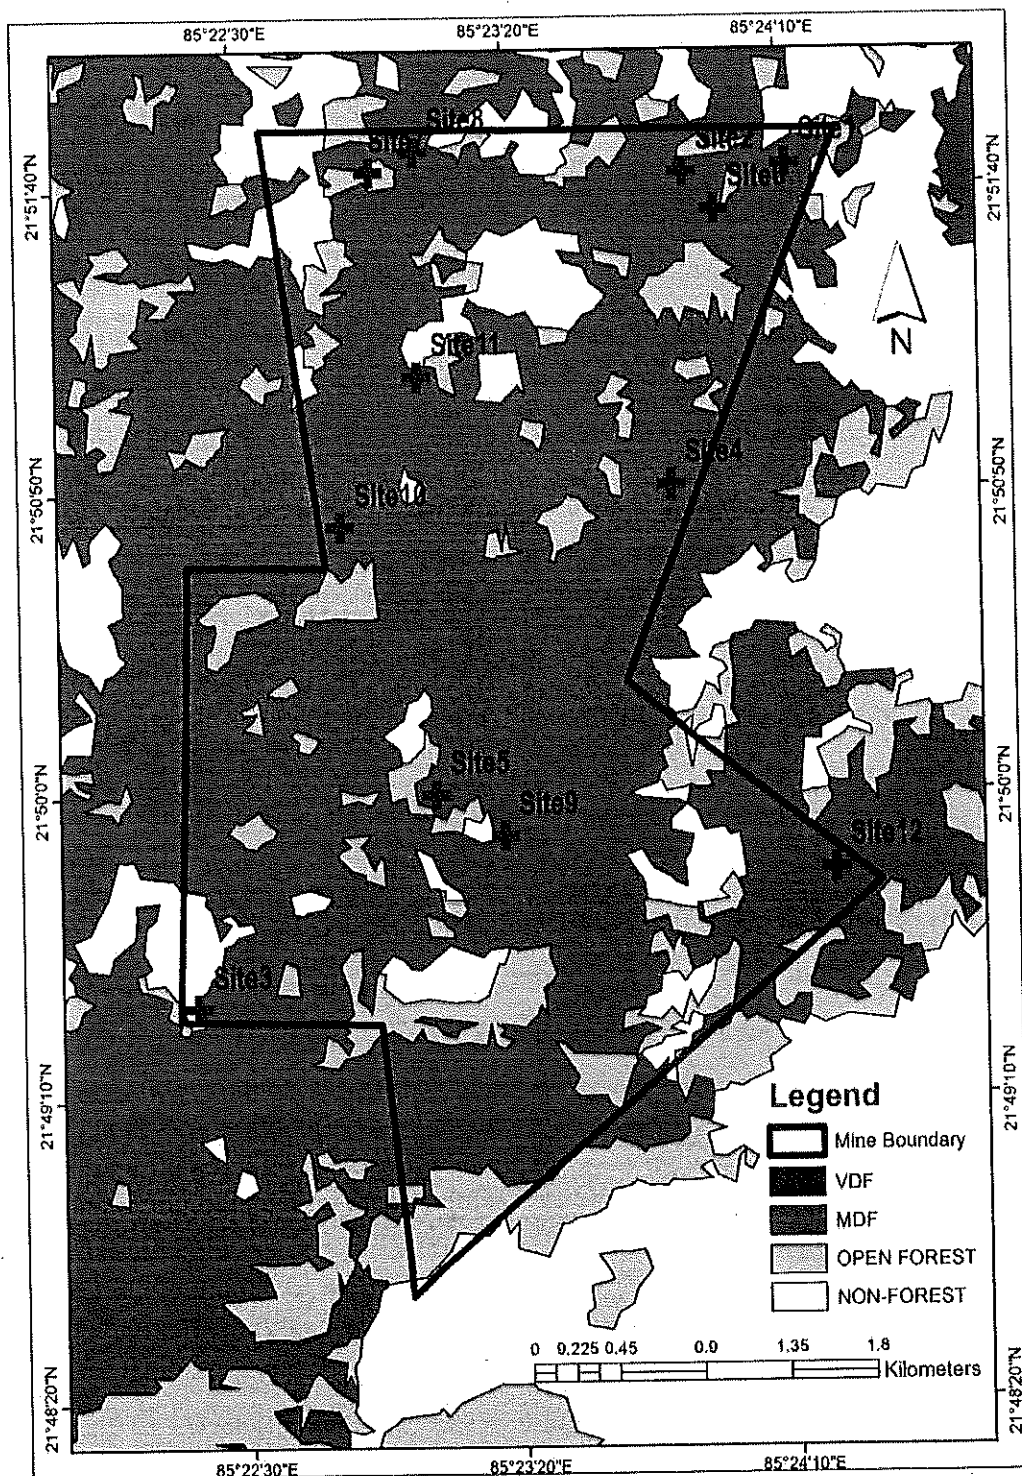 85°22'30"E 85°23'20"E 85°24'10"E
Site8
Site2 Site1
Site6
21°51'40"N 21°51'40"N
N
Site11
Site4
21°50'50"N 21°50'50"N
Site10
Site5
21°50'0"N 21°50'0"N
Site9
Site12
Site3
21°49'10"N 21°49'10"N
Legend
Mine Boundary
VDF
MDF
OPEN FOREST
NON-FOREST
0 0.225 0.45 0.9 1.35 1.8
Kilometers
21°48'20"N 21°48'20"N
85°22'30"E 85°23'20"E 85°24'10"E